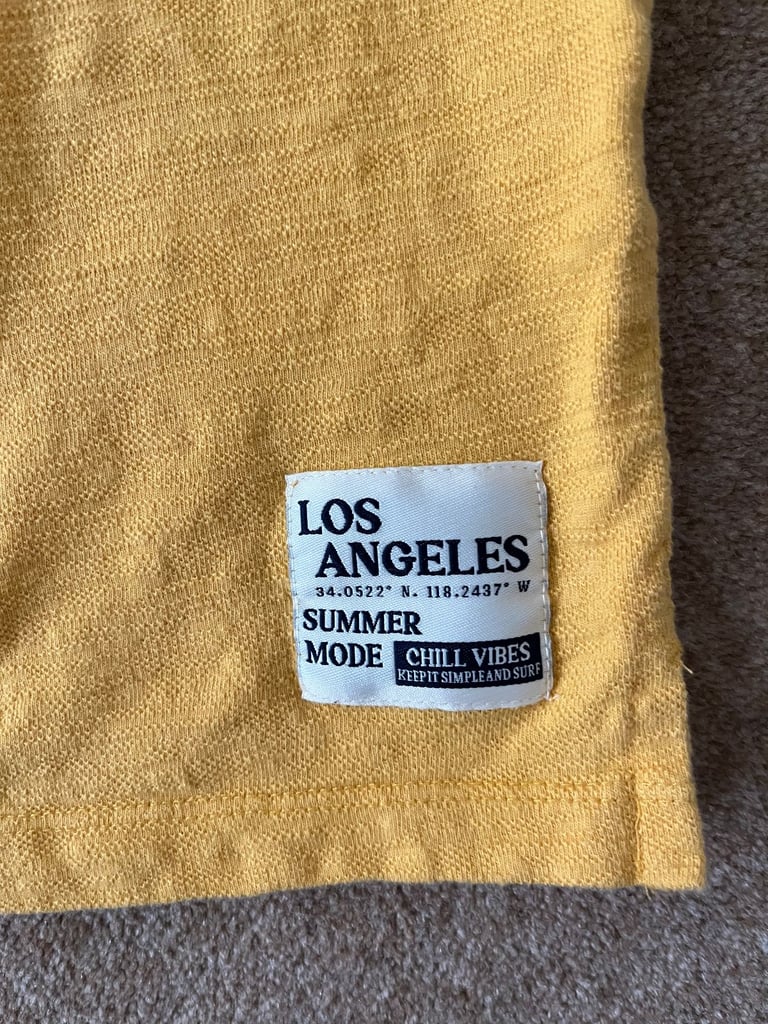 LOS
ANGELES
34.0522° N. 118.2437° W
SUMMER
MODE CHILL VIBES
KEEP IT SIMPLE AND SURF